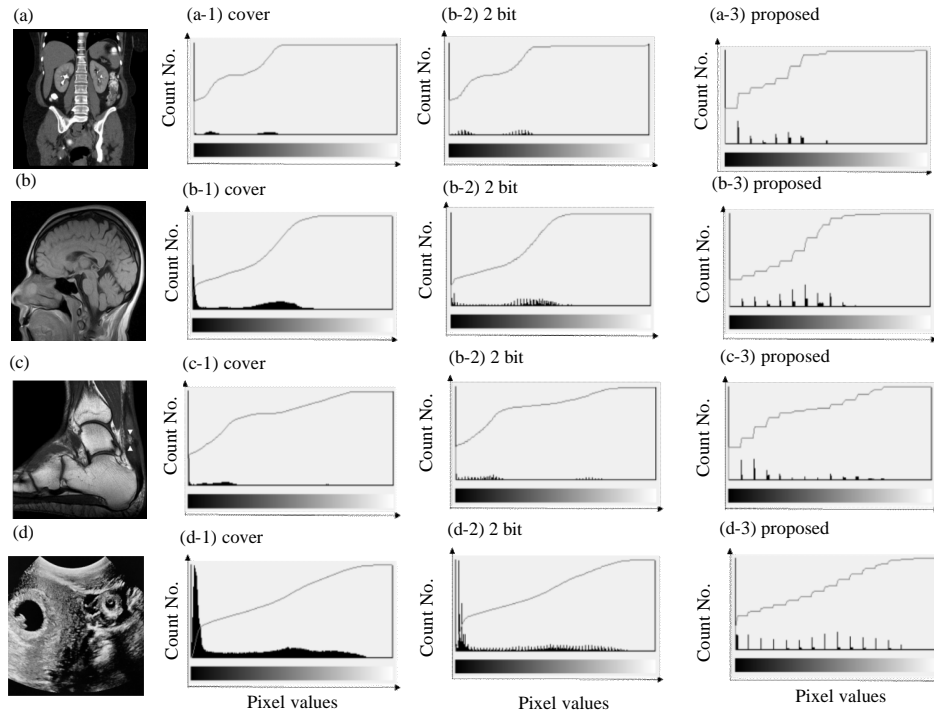 (a)
(a-1) cover
(b-2) 2 bit
(a-3) proposed
Count No.
Count No.
Count No.
(b)
(b-1) cover
(b-2) 2 bit
(b-3) proposed
Count No.
Count No.
Count No.
(c)
(c-1) cover
(b-2) 2 bit
(c-3) proposed
Count No.
Count No.
Count No.
(d)
(d-1) cover
(d-2) 2 bit
(d-3) proposed
Count No.
Count No.
Count No.
Pixel values
Pixel values
Pixel values